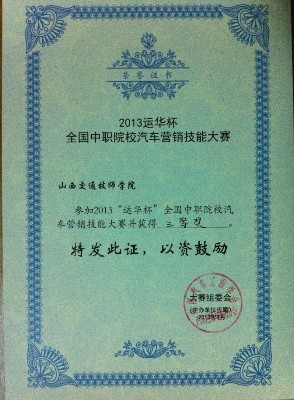 荣誉证书
2013运华杯
全国中职院校汽车营销技能大赛
山西交通技师学院
参加2013“运华杯”全国中职院校汽
车营销技能大赛并获得 三等奖 。
特发此证，以资鼓励
大赛组委会